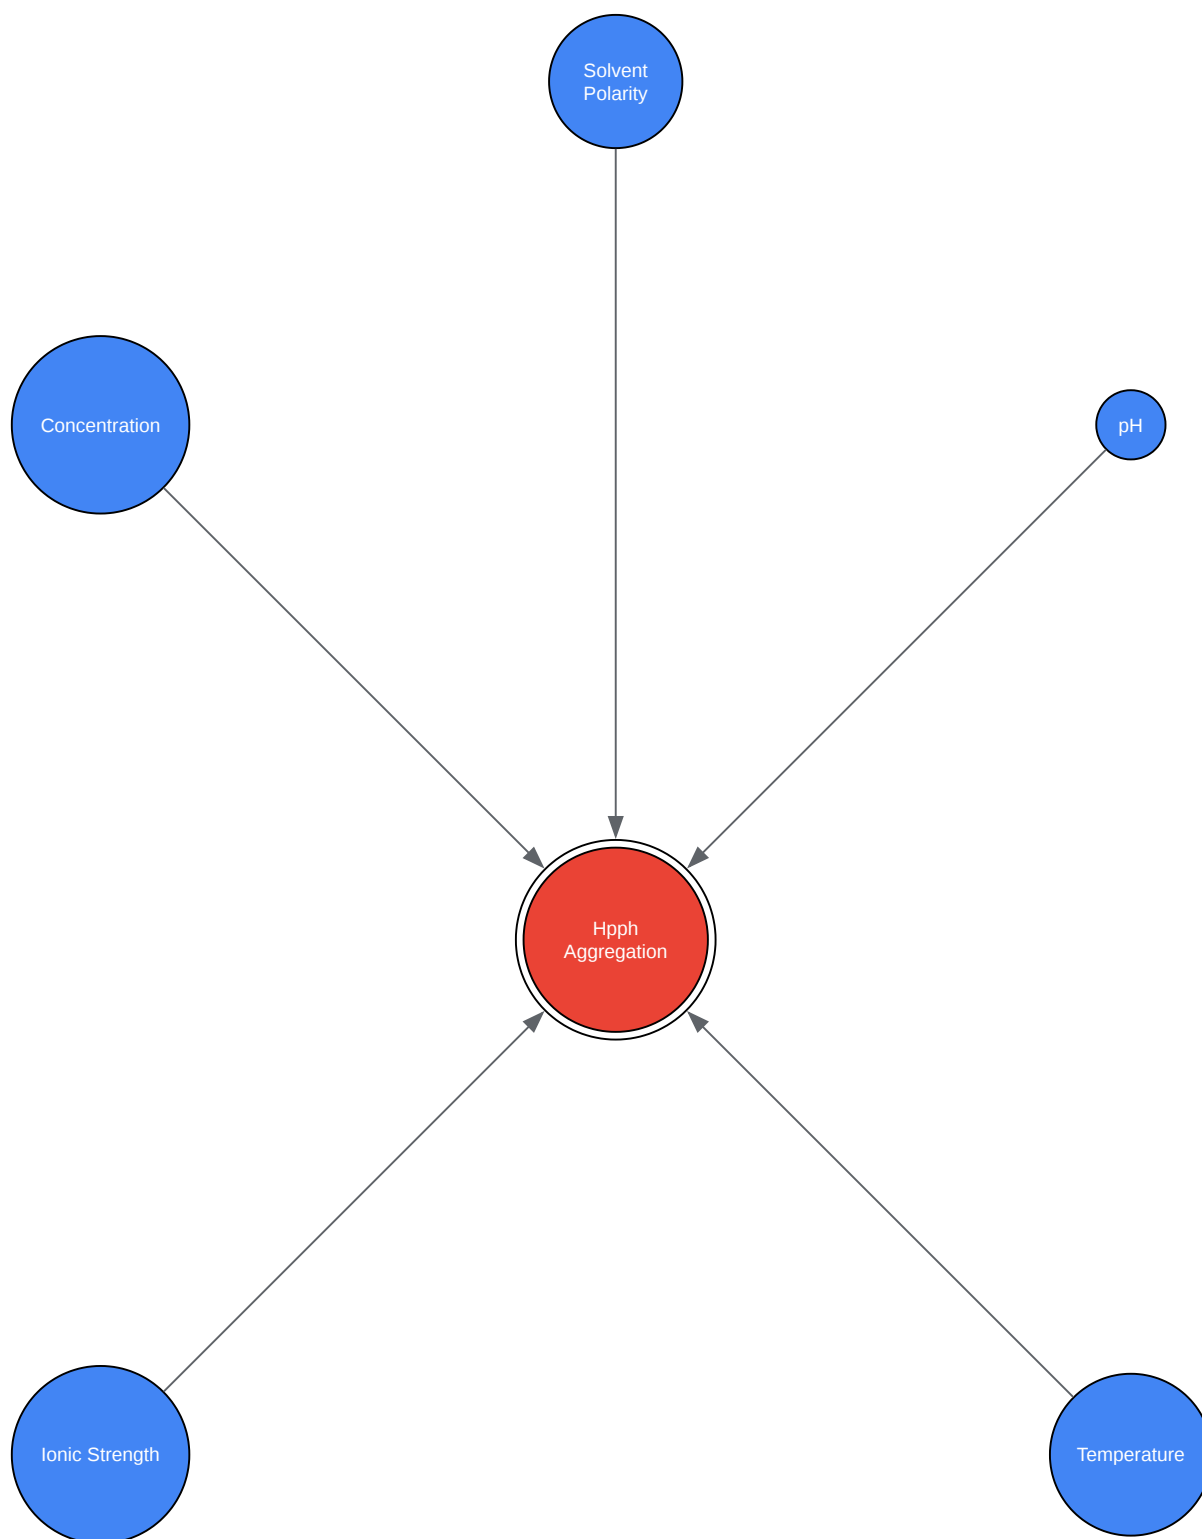 Solvent
Polarity
Concentration
pH
Hpph
Aggregation
Ionic Strength
Temperature